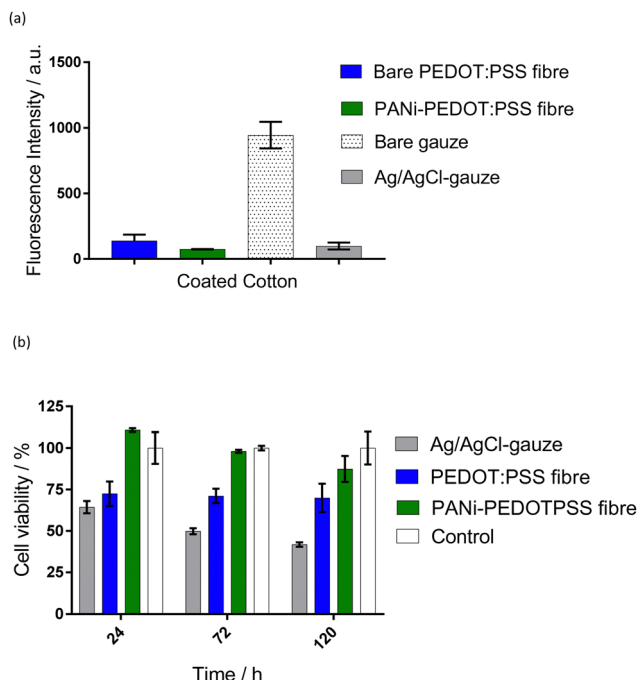 (a)
Fluorescence Intensity / a.u.
1500
1000
500
0
Coated Cotton
Bare PEDOT:PSS fibre
PANi-PEDOT:PSS fibre
Bare gauze
Ag/AgCl-gauze
(b)
Cell viability / %
125
100
75
50
25
0
24
72
120
Time / h
Ag/AgCl-gauze
PEDOT:PSS fibre
PANi-PEDOTPSS fibre
Control